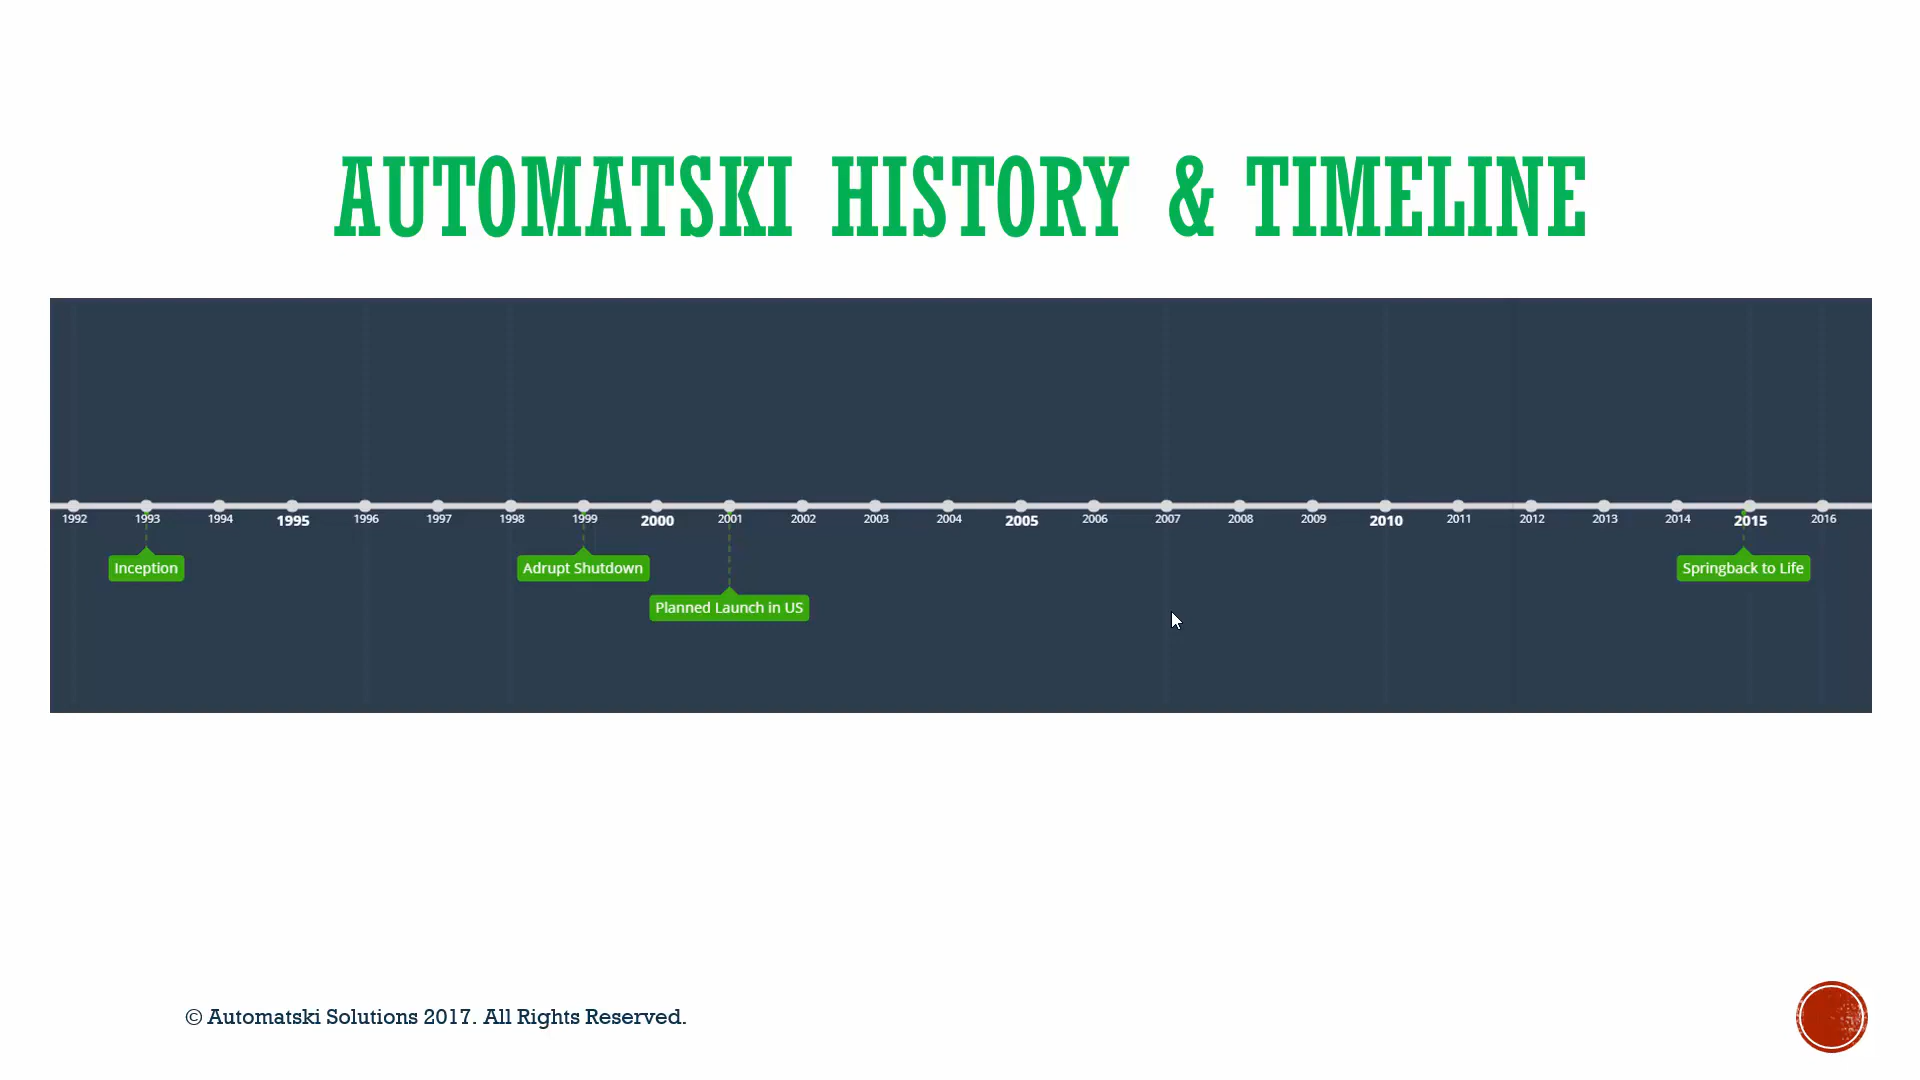 AUTOMATSKI HISTORY & TIMELINE
1992 1993 1994 1995 1996 1997 1998 1999 2000 2001 2002 2003 2004 2005 2006 2007 2008 2009 2010 2011 2012 2013 2014 2015 2016
Inception Adrupt Shutdown Springback to Life
Planned Launch in US
© Automatski Solutions 2017. All Rights Reserved.